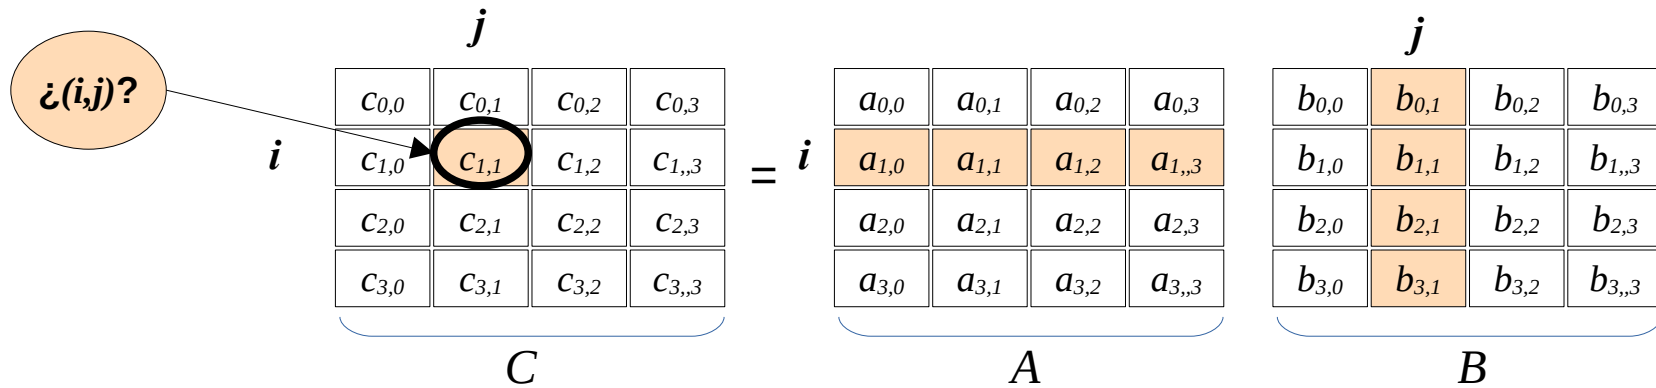 j j
¿(i,j)?
c0,0 c0,1 c0,2 c0,3 a0,0 a0,1 a0,2 a0,3 b0,0 b0,1 b0,2 b0,3
i c1,0 c1,1 c1,2 c1,,3 = i a1,0 a1,1 a1,2 a1,,3 b1,0 b1,1 b1,2 b1,,3
c2,0 c2,1 c2,2 c2,3 a2,0 a2,1 a2,2 a2,3 b2,0 b2,1 b2,2 b2,3
c3,0 c3,1 c3,2 c3,,3 a3,0 a3,1 a3,2 a3,,3 b3,0 b3,1 b3,2 b3,,3
C A B